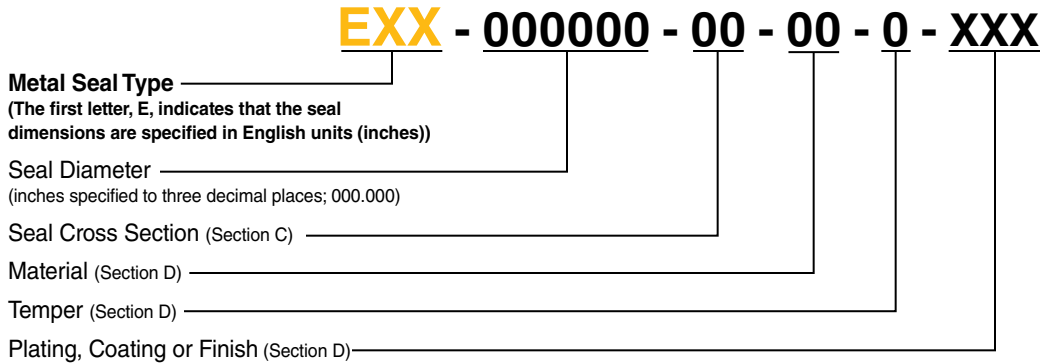 EXX - 000000 - 00 - 00 - 0 - XXX
Metal Seal Type
(The first letter, E, indicates that the seal
dimensions are specified in English units (inches))
Seal Diameter
(inches specified to three decimal places; 000.000)
Seal Cross Section (Section C)
Material (Section D)
Temper (Section D)
Plating, Coating or Finish (Section D)